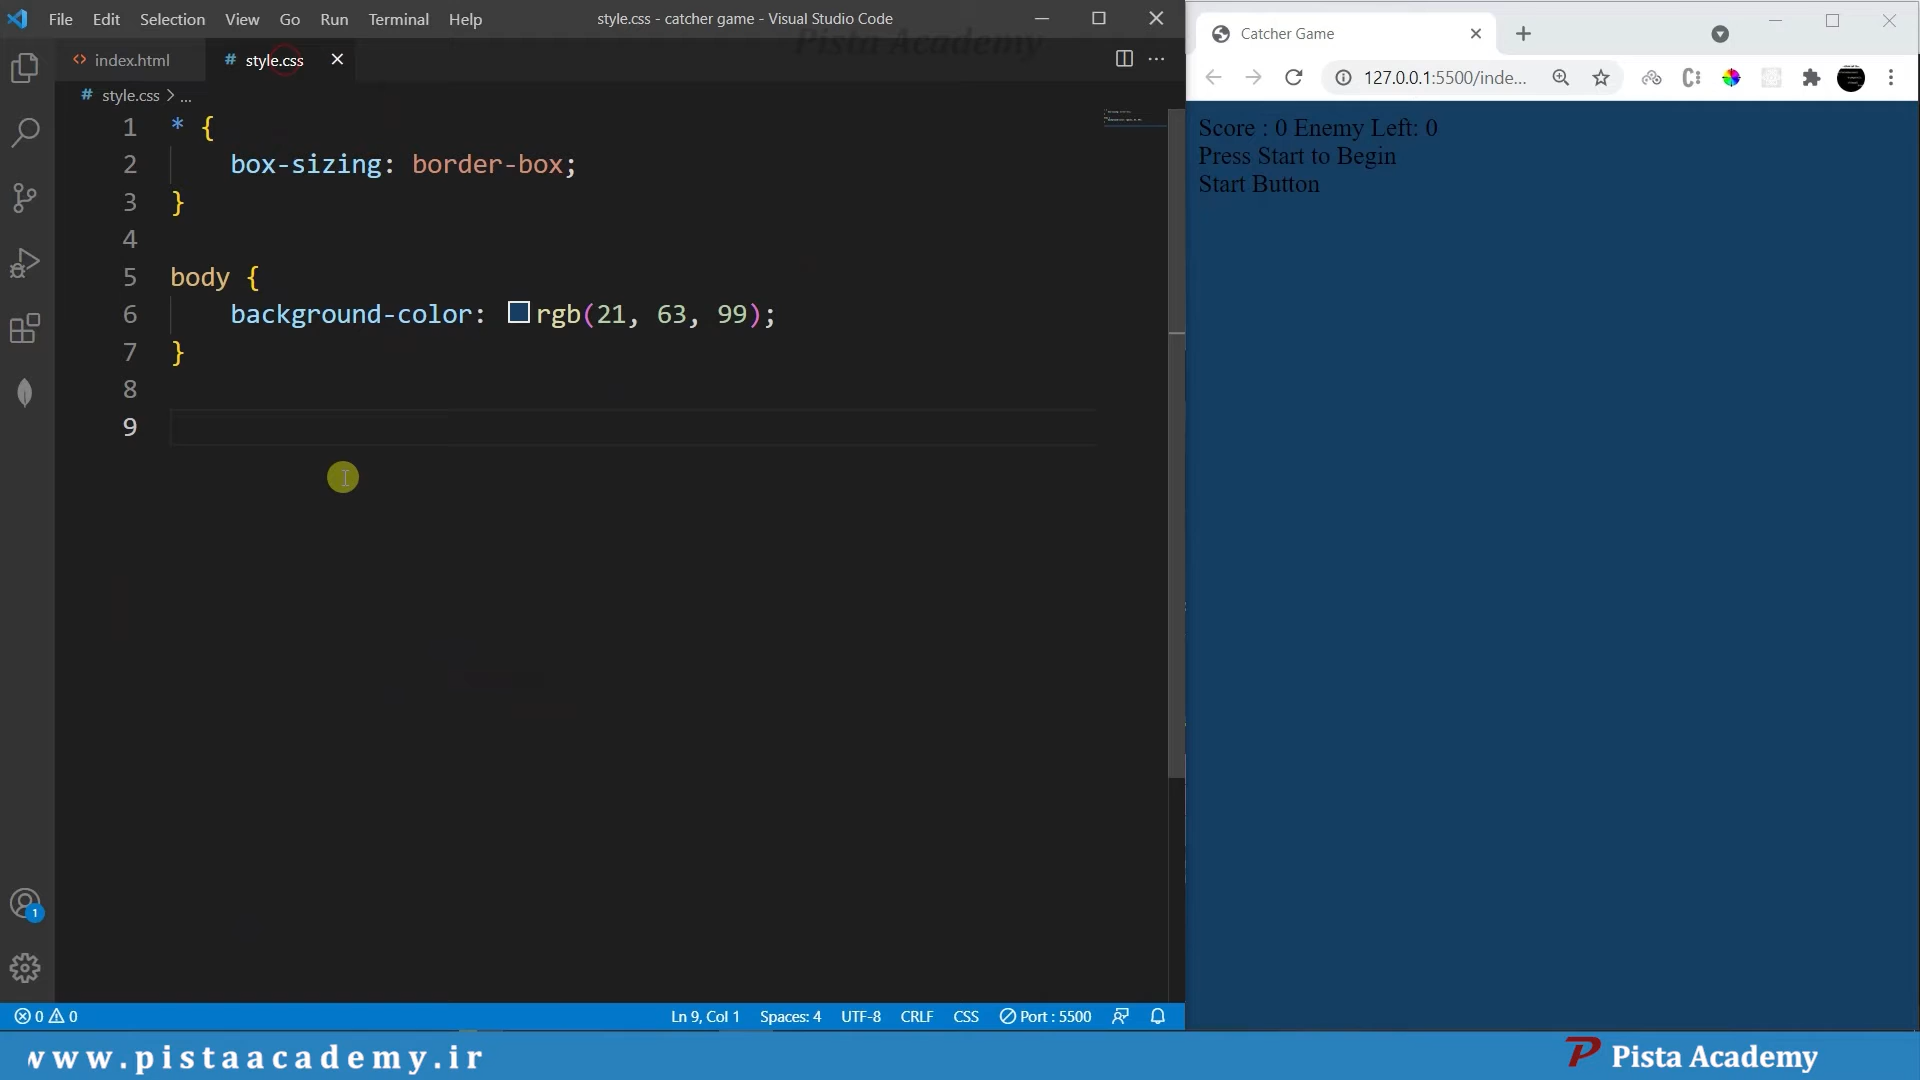 File Edit Selection View Go Run Terminal Help
style.css - catcher game - Visual Studio Code
Pista Academy
index.html
# style.css
# style.css > ...
1 * {
2 box-sizing: border-box;
3 }
4
5 body {
6 background-color: rgb(21, 63, 99);
7 }
8
9
1
0 0
Ln 9, Col 1 Spaces: 4 UTF-8 CRLF CSS Port : 5500
Catcher Game
127.0.0.1:5500/inde...
Score : 0 Enemy Left: 0
Press Start to Begin
Start Button
www.pistaacademy.ir
Pista Academy